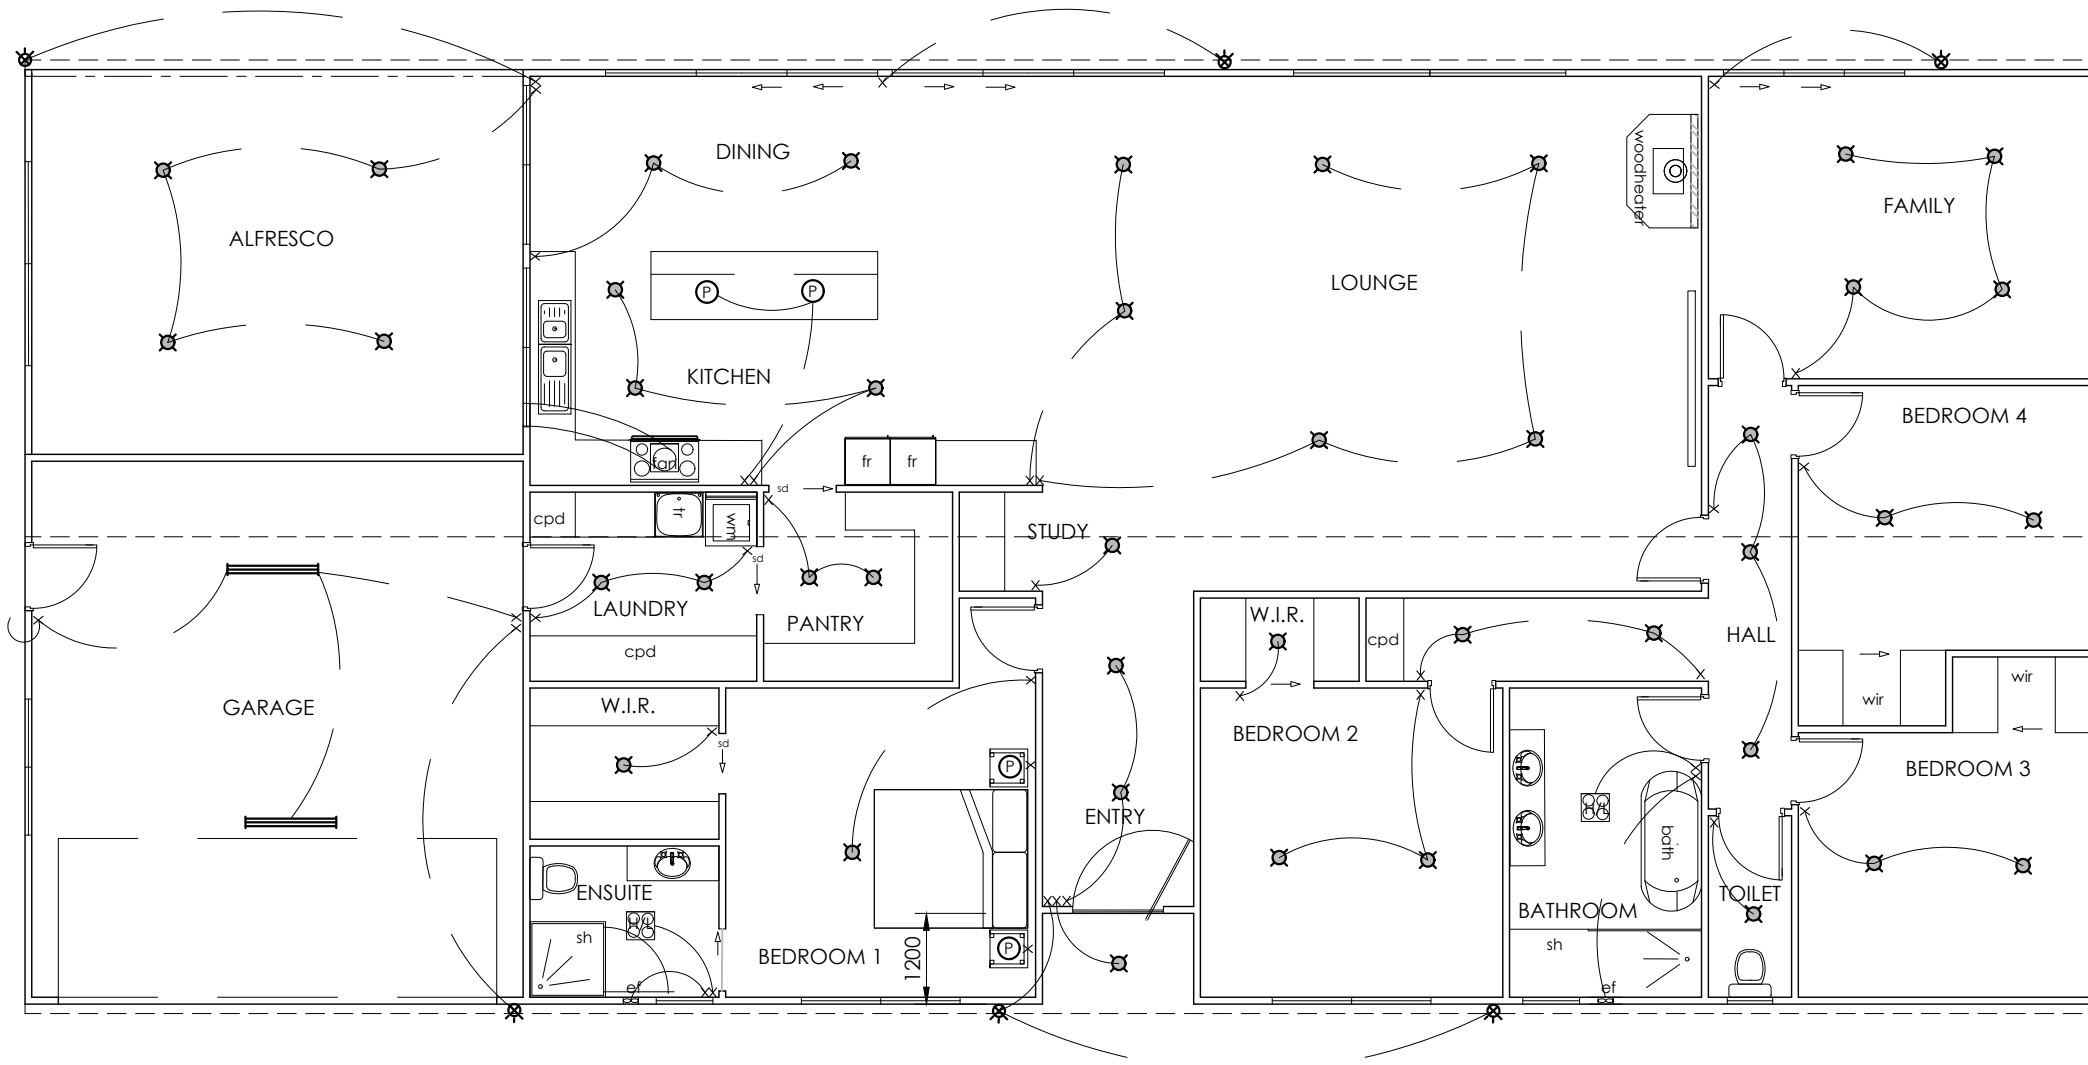 DINING
woodheater
FAMILY
ALFRESCO
LOUNGE
P
P
KITCHEN
BEDROOM 4
fan
fr
fr
sd
cpd
tr
wm
STUDY
sd
LAUNDRY
PANTRY
W.I.R.
HALL
cpd
cpd
wir
wir
GARAGE
W.I.R.
BEDROOM 2
sd
P
BEDROOM 3
ENTRY
bath
ENSUITE
TOILET
BATHROOM
sh
sh
BEDROOM 1
1200
P
ef
ef